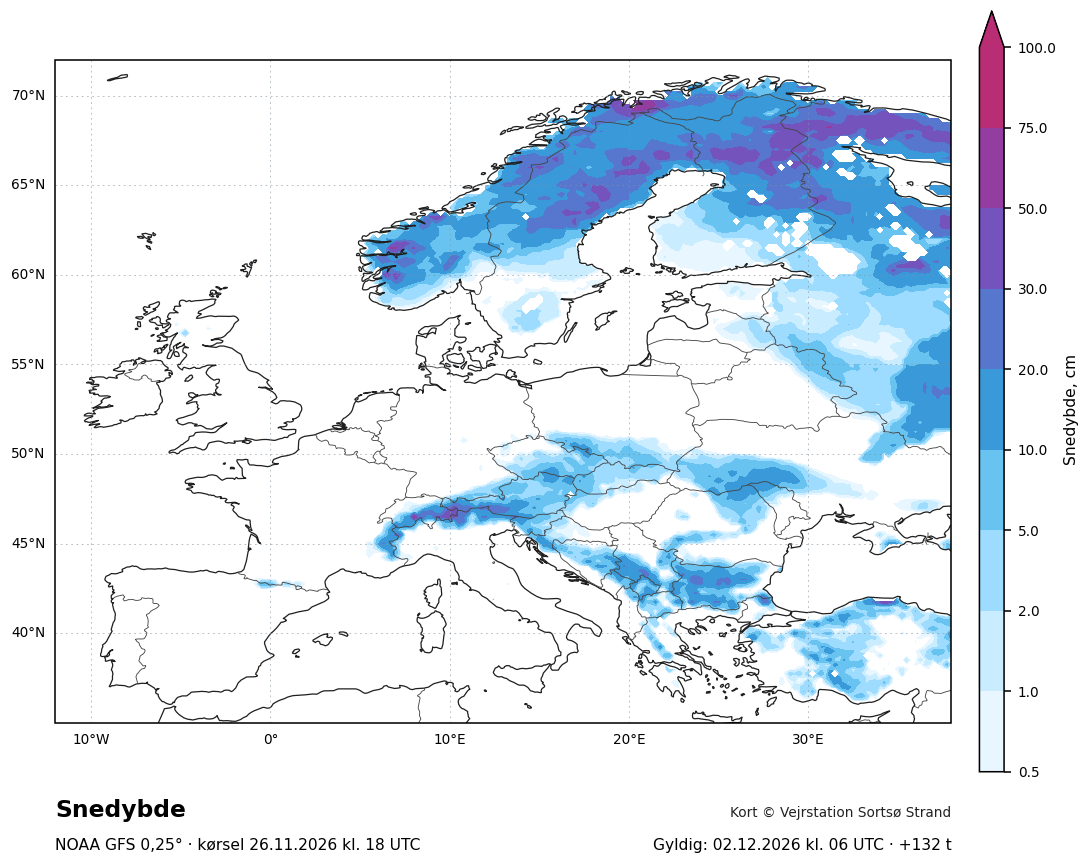 100.0
75.0
50.0
30.0
20.0
10.0
5.0
2.0
1.0
0.5
Snedybde, cm
70°N
65°N
60°N
55°N
50°N
45°N
40°N
10°W 0° 10°E 20°E 30°E
Snedybde
Kort © Vejrstation Sortsø Strand
NOAA GFS 0,25° · kørsel 26.11.2026 kl. 18 UTC
Gyldig: 02.12.2026 kl. 06 UTC · +132 t